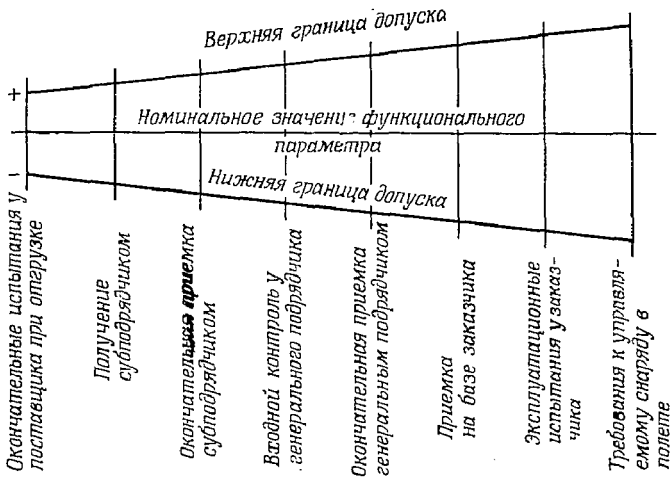 Верхняя граница допуска
+
Номинальное значени- функционального
параметра
−
Нижняя граница допуска
Окончательные испытания у
поставщика при отгрузке
Получение
субподрядчиком
Окончательная приемка
субподрядчиком
Входной контроль у
генерального подрядчика
Окончательная приемка
генеральным подрядчиком
Приемка
на базе заказчика
Эксплуатационные
испытания у заказ-
чика
Требования к управля-
емому снаряду в
полете